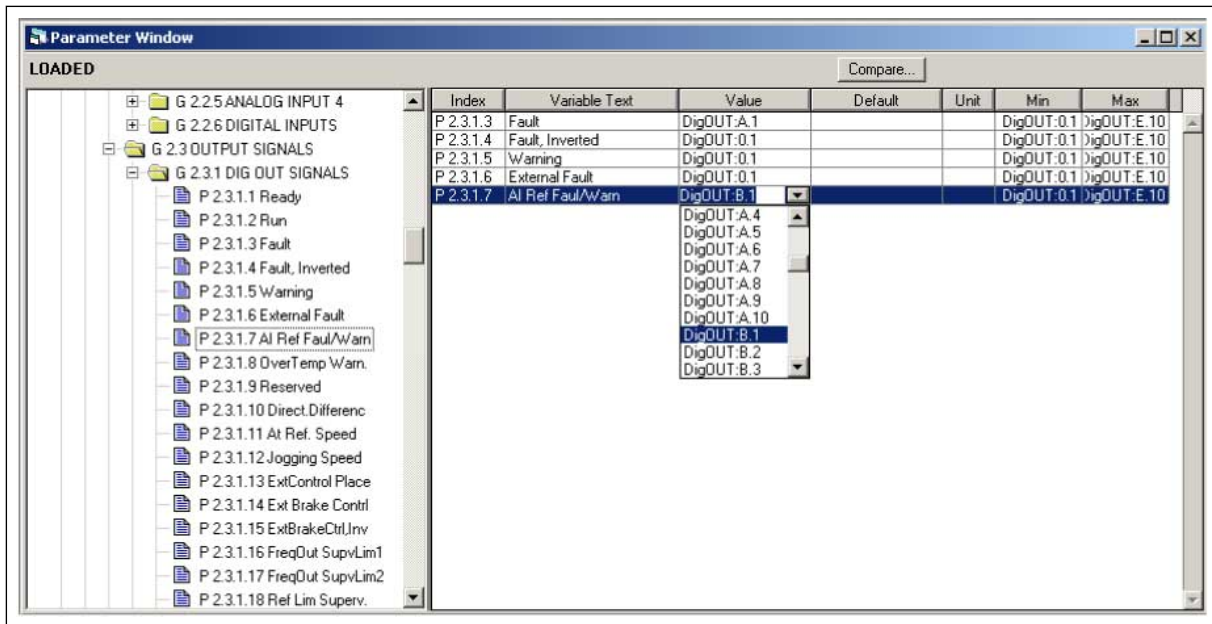 Parameter Window
LOADED
Compare...
G 2.2.5 ANALOG INPUT 4
G 2.2.6 DIGITAL INPUTS
G 2.3 OUTPUT SIGNALS
G 2.3.1 DIG OUT SIGNALS
P 2.3.1.1 Ready
P 2.3.1.2 Run
P 2.3.1.3 Fault
P 2.3.1.4 Fault, Inverted
P 2.3.1.5 Warning
P 2.3.1.6 External Fault
P 2.3.1.7 AI Ref Faul/Warn
P 2.3.1.8 OverTemp Warn.
P 2.3.1.9 Reserved
P 2.3.1.10 Direct.Differenc
P 2.3.1.11 At Ref. Speed
P 2.3.1.12 Jogging Speed
P 2.3.1.13 ExtControl Place
P 2.3.1.14 Ext Brake Contrl
P 2.3.1.15 ExtBrakeCtrl,Inv
P 2.3.1.16 FreqOut SupvLim1
P 2.3.1.17 FreqOut SupvLim2
P 2.3.1.18 Ref Lim Superv.
Index Variable Text Value Default Unit Min Max
P 2.3.1.3 Fault DigOUT:A.1 DigOUT:0.1 DigOUT:E.10
P 2.3.1.4 Fault, Inverted DigOUT:0.1 DigOUT:0.1 DigOUT:E.10
P 2.3.1.5 Warning DigOUT:0.1 DigOUT:0.1 DigOUT:E.10
P 2.3.1.6 External Fault DigOUT:0.1 DigOUT:0.1 DigOUT:E.10
P 2.3.1.7 AI Ref Faul/Warn DigOUT:B.1 DigOUT:0.1 DigOUT:E.10
DigOUT:A.4
DigOUT:A.5
DigOUT:A.6
DigOUT:A.7
DigOUT:A.8
DigOUT:A.9
DigOUT:A.10
DigOUT:B.1
DigOUT:B.2
DigOUT:B.3